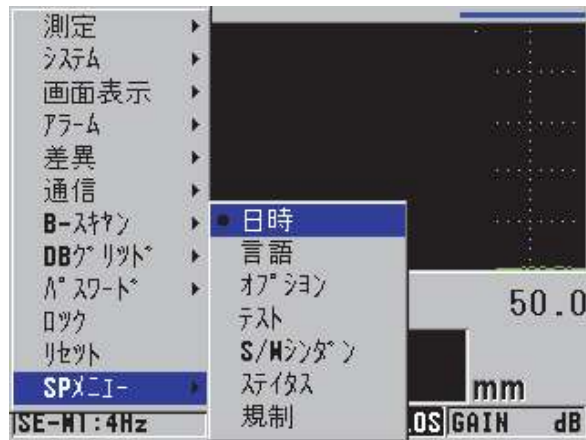 測定
ｼｽﾃﾑ
画面表示
ｱﾗｰﾑ
差異
通信
B-ｽｷｬﾝ
DBｸﾞﾘｯﾄﾞ
ﾊﾟｽﾜｰﾄﾞ
ﾛｯｸ
ﾘｾｯﾄ
SPﾒﾆｭｰ
日時
言語
ｵﾌﾟｼｮﾝ
ﾃｽﾄ
S/Wｼﾝﾀﾞﾝ
ｽﾃｲﾀｽ
規制
50.0
mm
SE-M1:4Hz
LOS GAIN dB